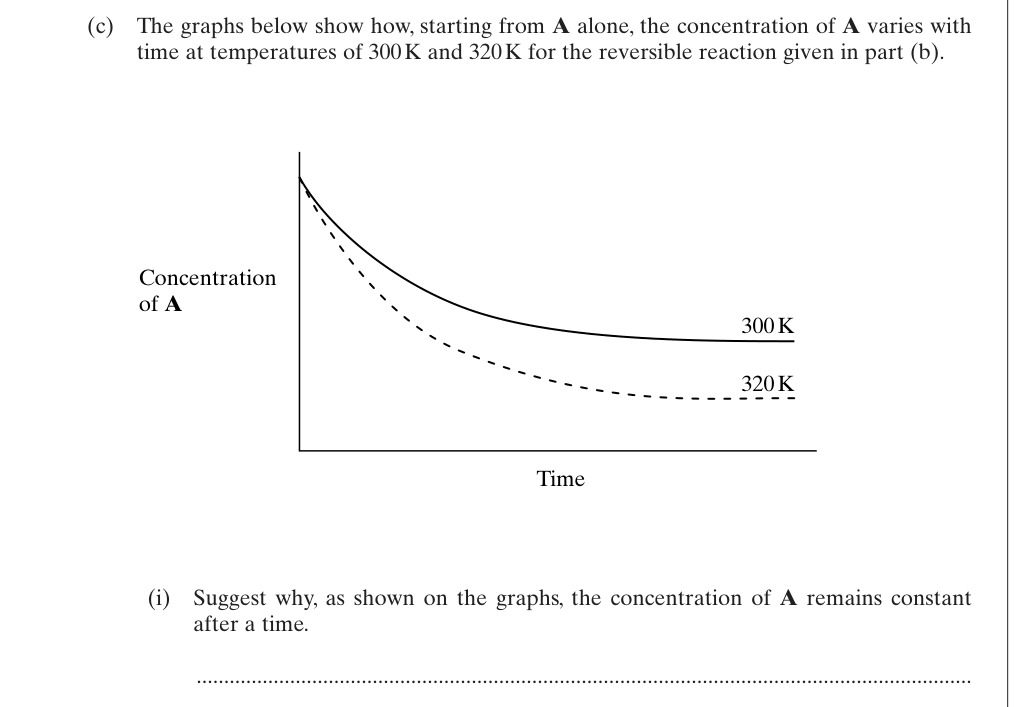 (c) The graphs below show how, starting from A alone, the concentration of A varies with
time at temperatures of 300 K and 320 K for the reversible reaction given in part (b).
Concentration
of A
300 K
320 K
Time
(i) Suggest why, as shown on the graphs, the concentration of A remains constant
after a time.